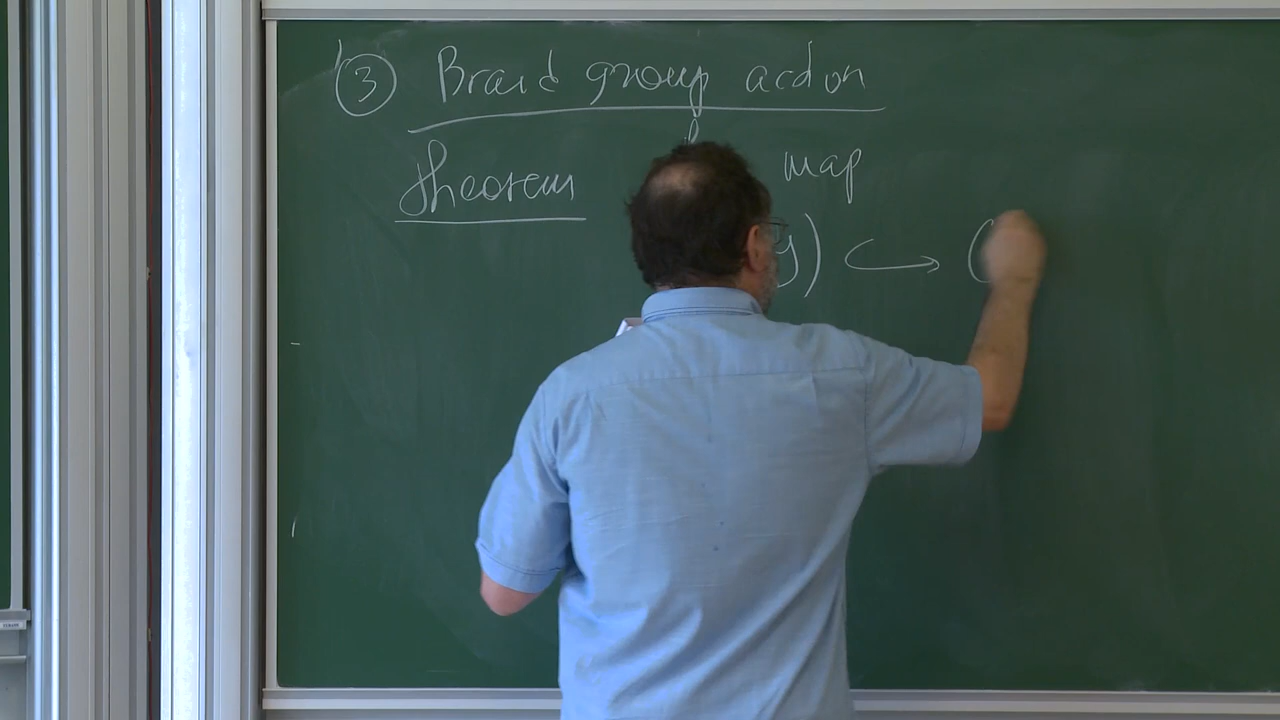 ③ Braid group action
Theorem map
y) ↪ (